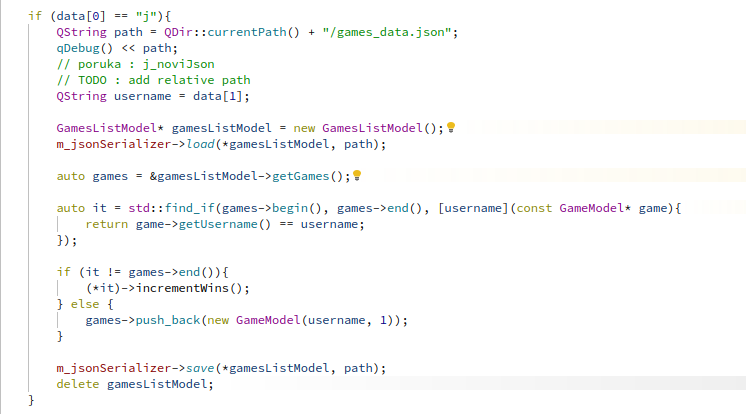 if (data[0] == "j"){
    QString path = QDir::currentPath() + "/games_data.json";
    qDebug() << path;
    // poruka : j_noviJson
    // TODO : add relative path
    QString username = data[1];

    GamesListModel* gamesListModel = new GamesListModel();
    m_jsonSerializer->load(*gamesListModel, path);

    auto games = &gamesListModel->getGames();

    auto it = std::find_if(games->begin(), games->end(), [username](const GameModel* game){
        return game->getUsername() == username;
    });

    if (it != games->end()){
        (*it)->incrementWins();
    } else {
        games->push_back(new GameModel(username, 1));
    }

    m_jsonSerializer->save(*gamesListModel, path);
    delete gamesListModel;
}